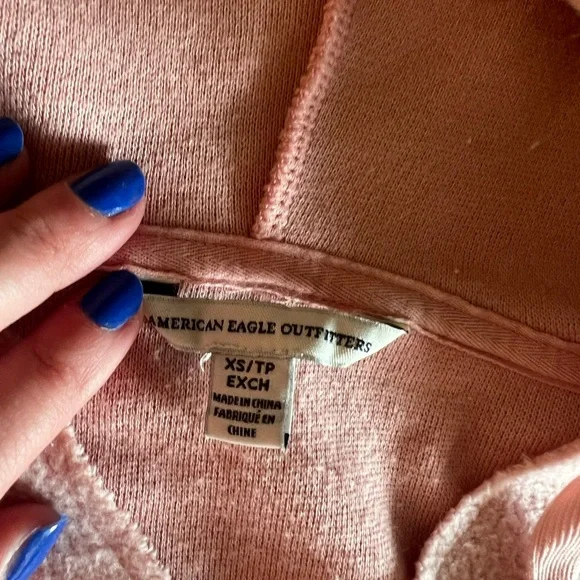 AMERICAN EAGLE OUTFITTERS
XS/TP
EXCH
MADE IN CHINA
FABRIQUÉ EN
CHINE